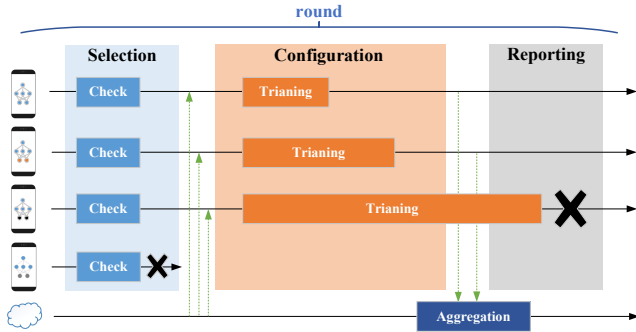 round
Selection
Configuration
Reporting
Check
Trianing
Check
Trianing
Check
Trianing
Check
Aggregation